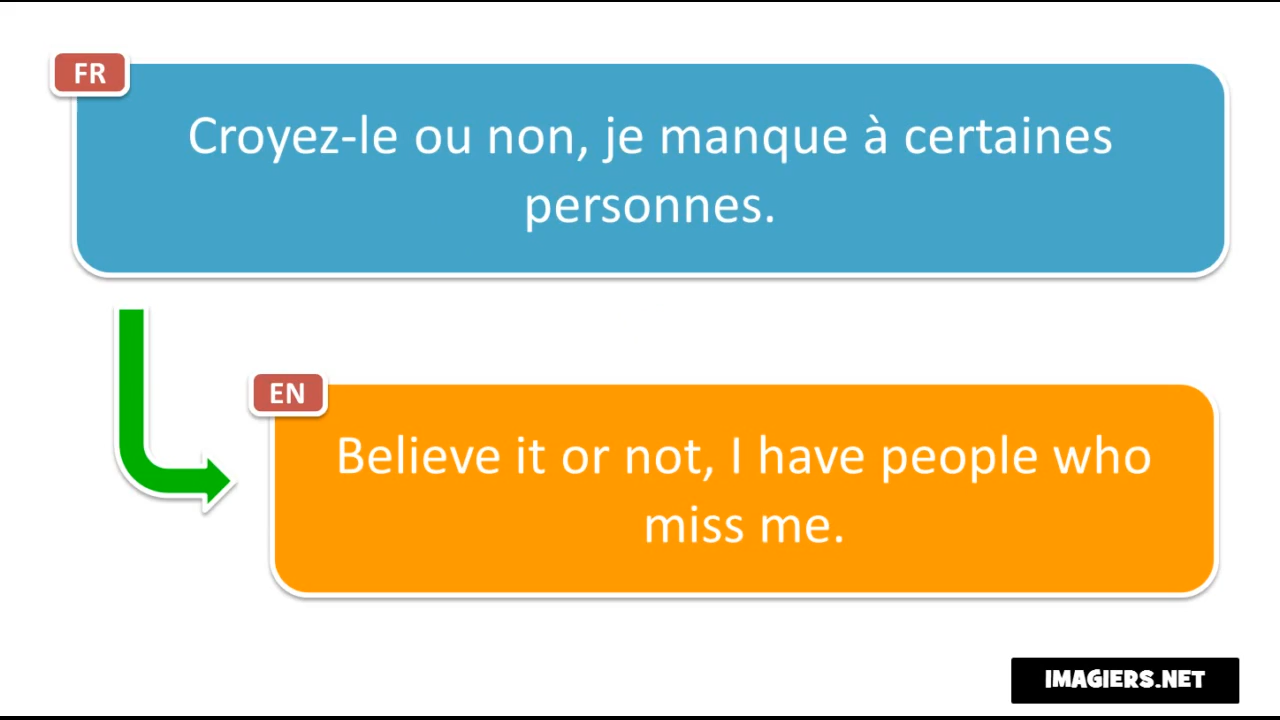 FR
Croyez-le ou non, je manque à certaines
personnes.
EN
Believe it or not, I have people who
miss me.
IMAGIERS.NET